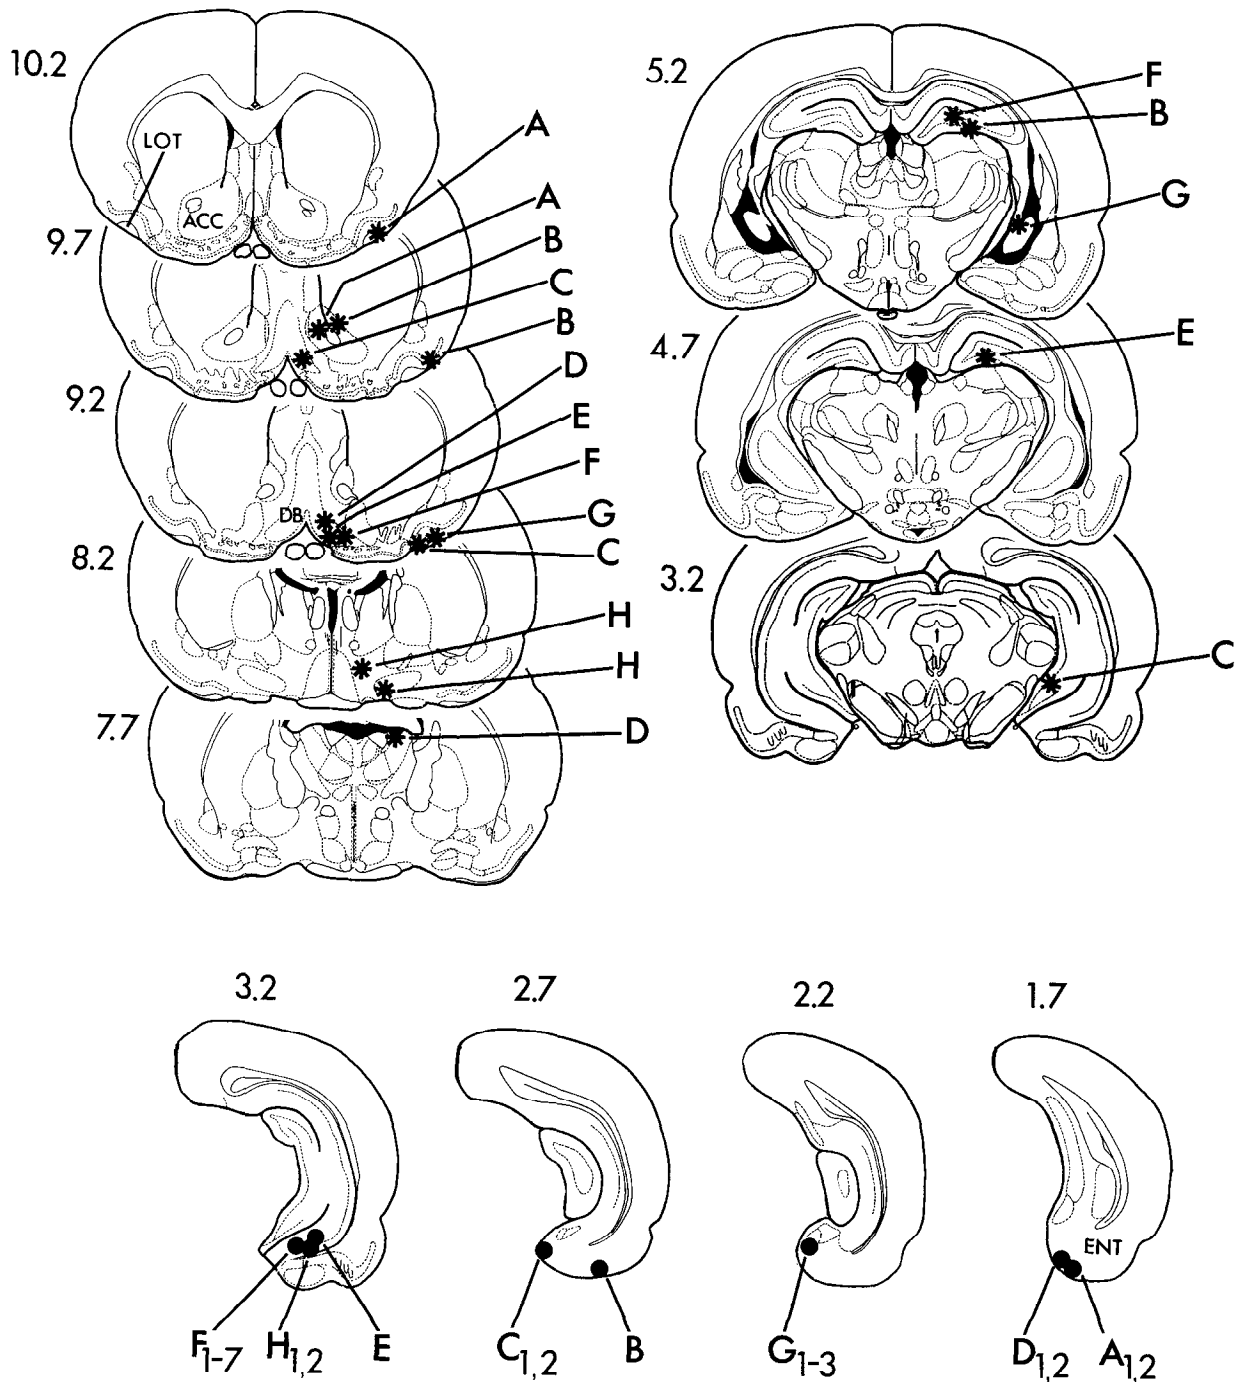 10.2
LOT
ACC
A
9.7
A
B
C
B
9.2
D
E
F
DB
G
C
8.2
H
H
7.7
D
5.2
F
B
G
4.7
E
3.2
C
3.2
2.7
2.2
1.7
ENT
F1-7
H1,2
E
C1,2
B
G1-3
D1,2
A1,2